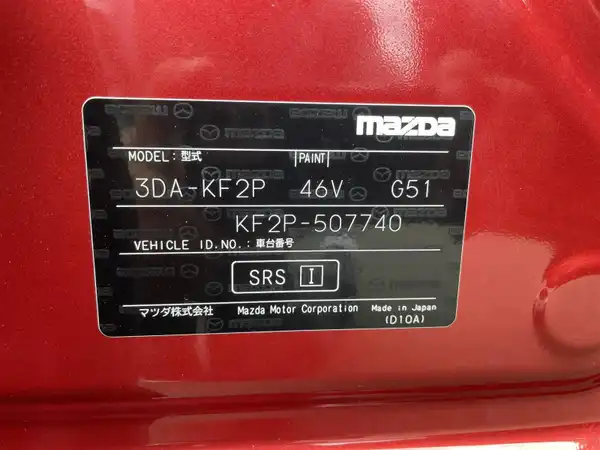 mazda
MODEL: 型式 PAINT
3DA-KF2P 46V G51
KF2P-507740
VEHICLE ID.NO.: 車台番号
SRS I
マツダ株式会社 Mazda Motor Corporation Made in Japan
(D10A)